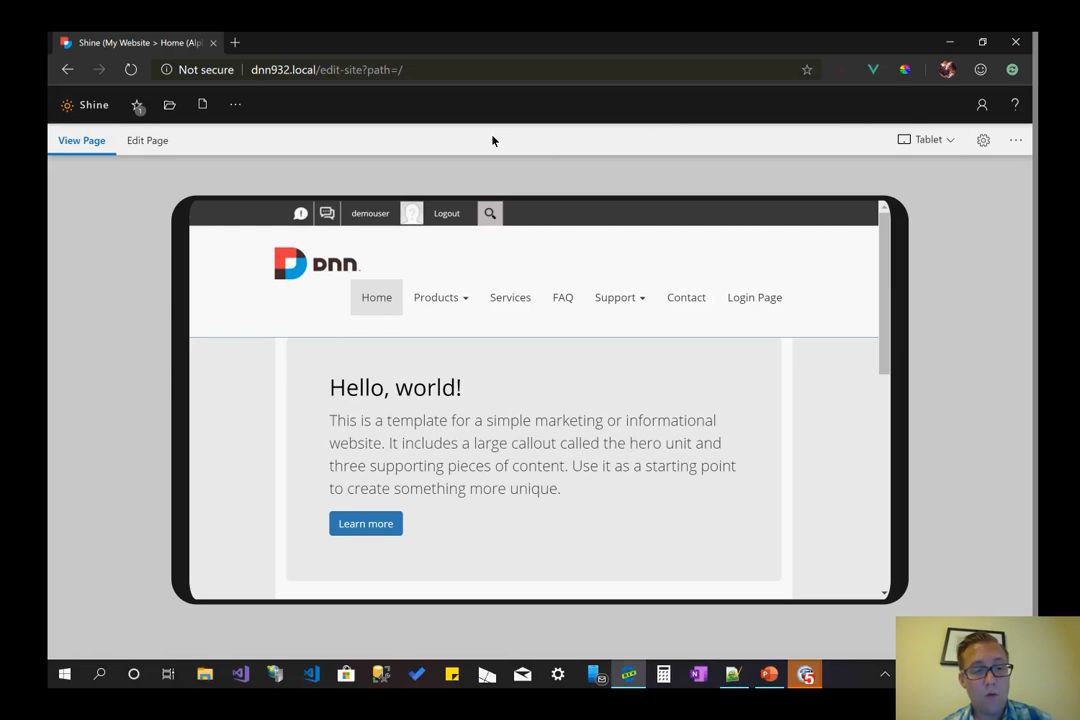 Shine (My Website > Home (Alp
Not secure
dnn932.local/edit-site?path=/
Shine
1
View Page
Edit Page
Tablet
demouser
Logout
Dnn
Home
Products
Services
FAQ
Support
Contact
Login Page
Hello, world!
This is a template for a simple marketing or informational
website. It includes a large callout called the hero unit and
three supporting pieces of content. Use it as a starting point
to create something more unique.
Learn more